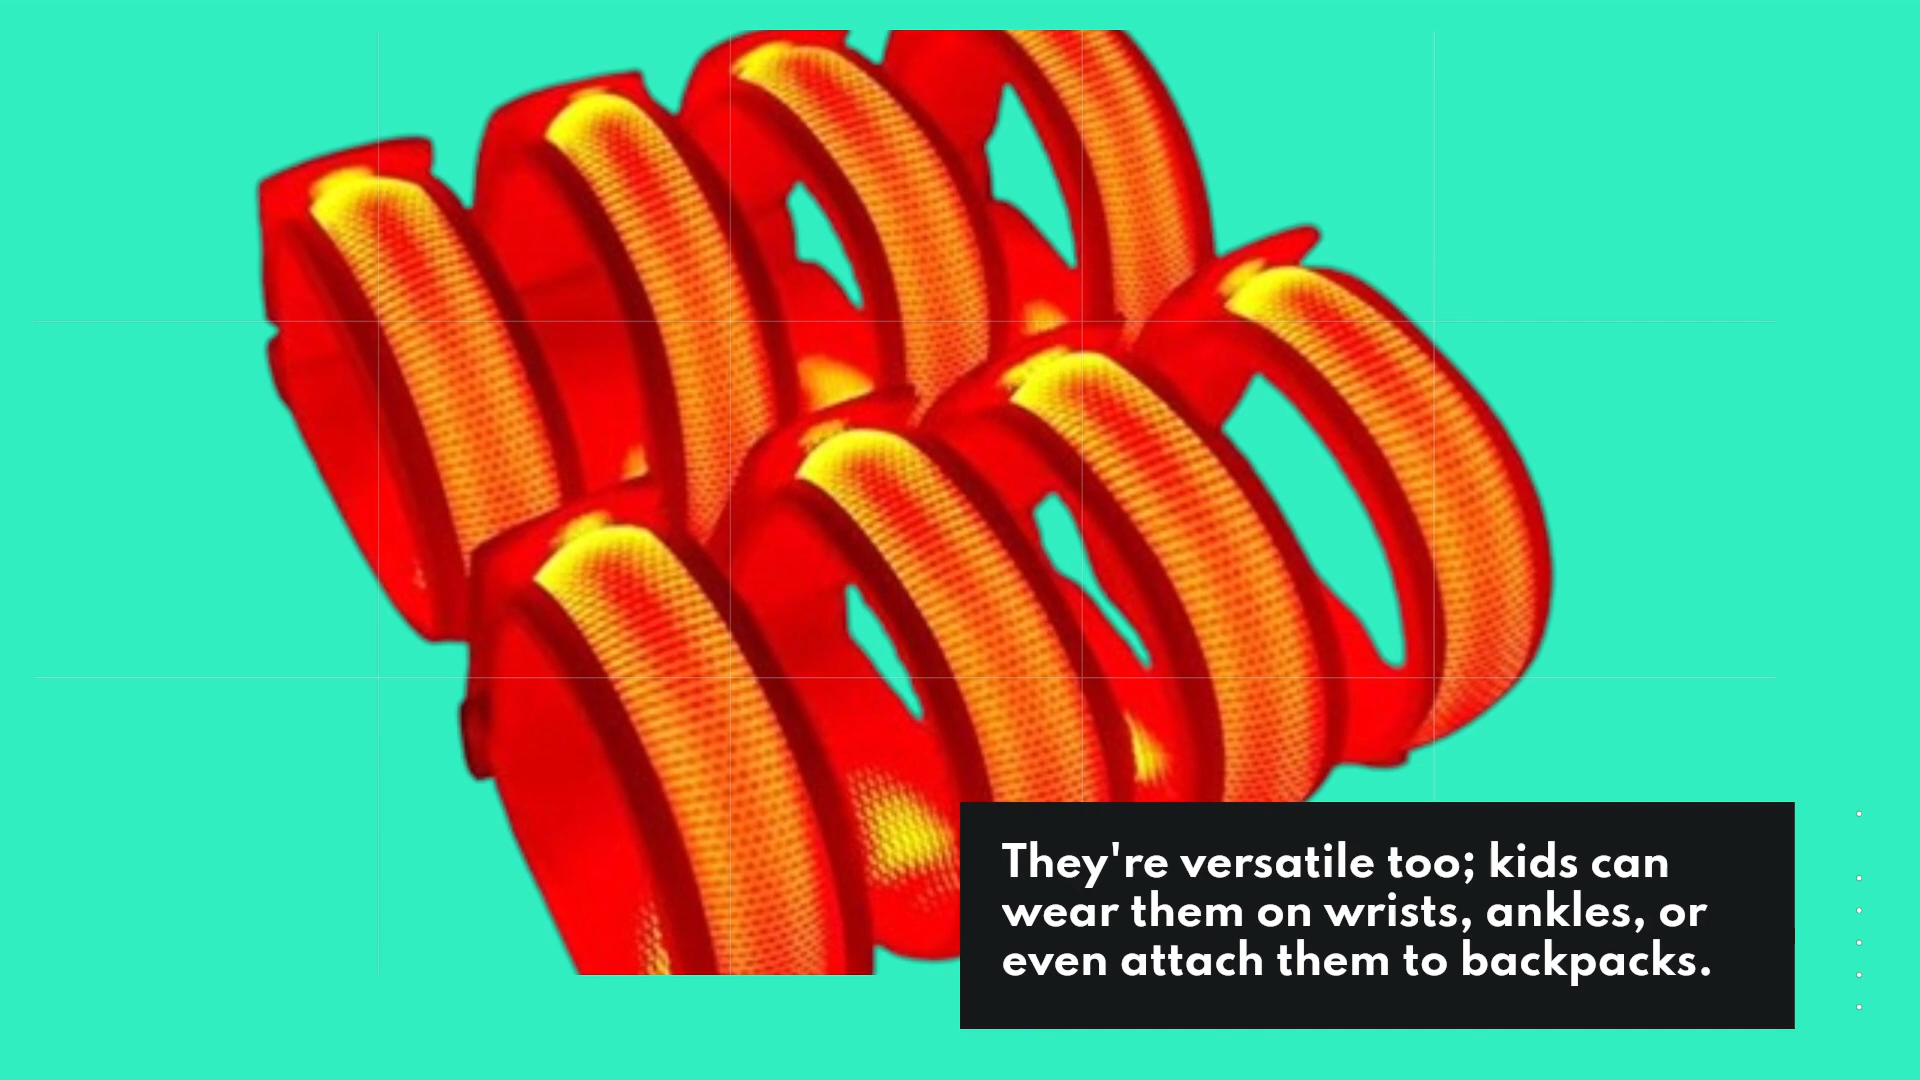 They're versatile too; kids can
wear them on wrists, ankles, or
even attach them to backpacks.